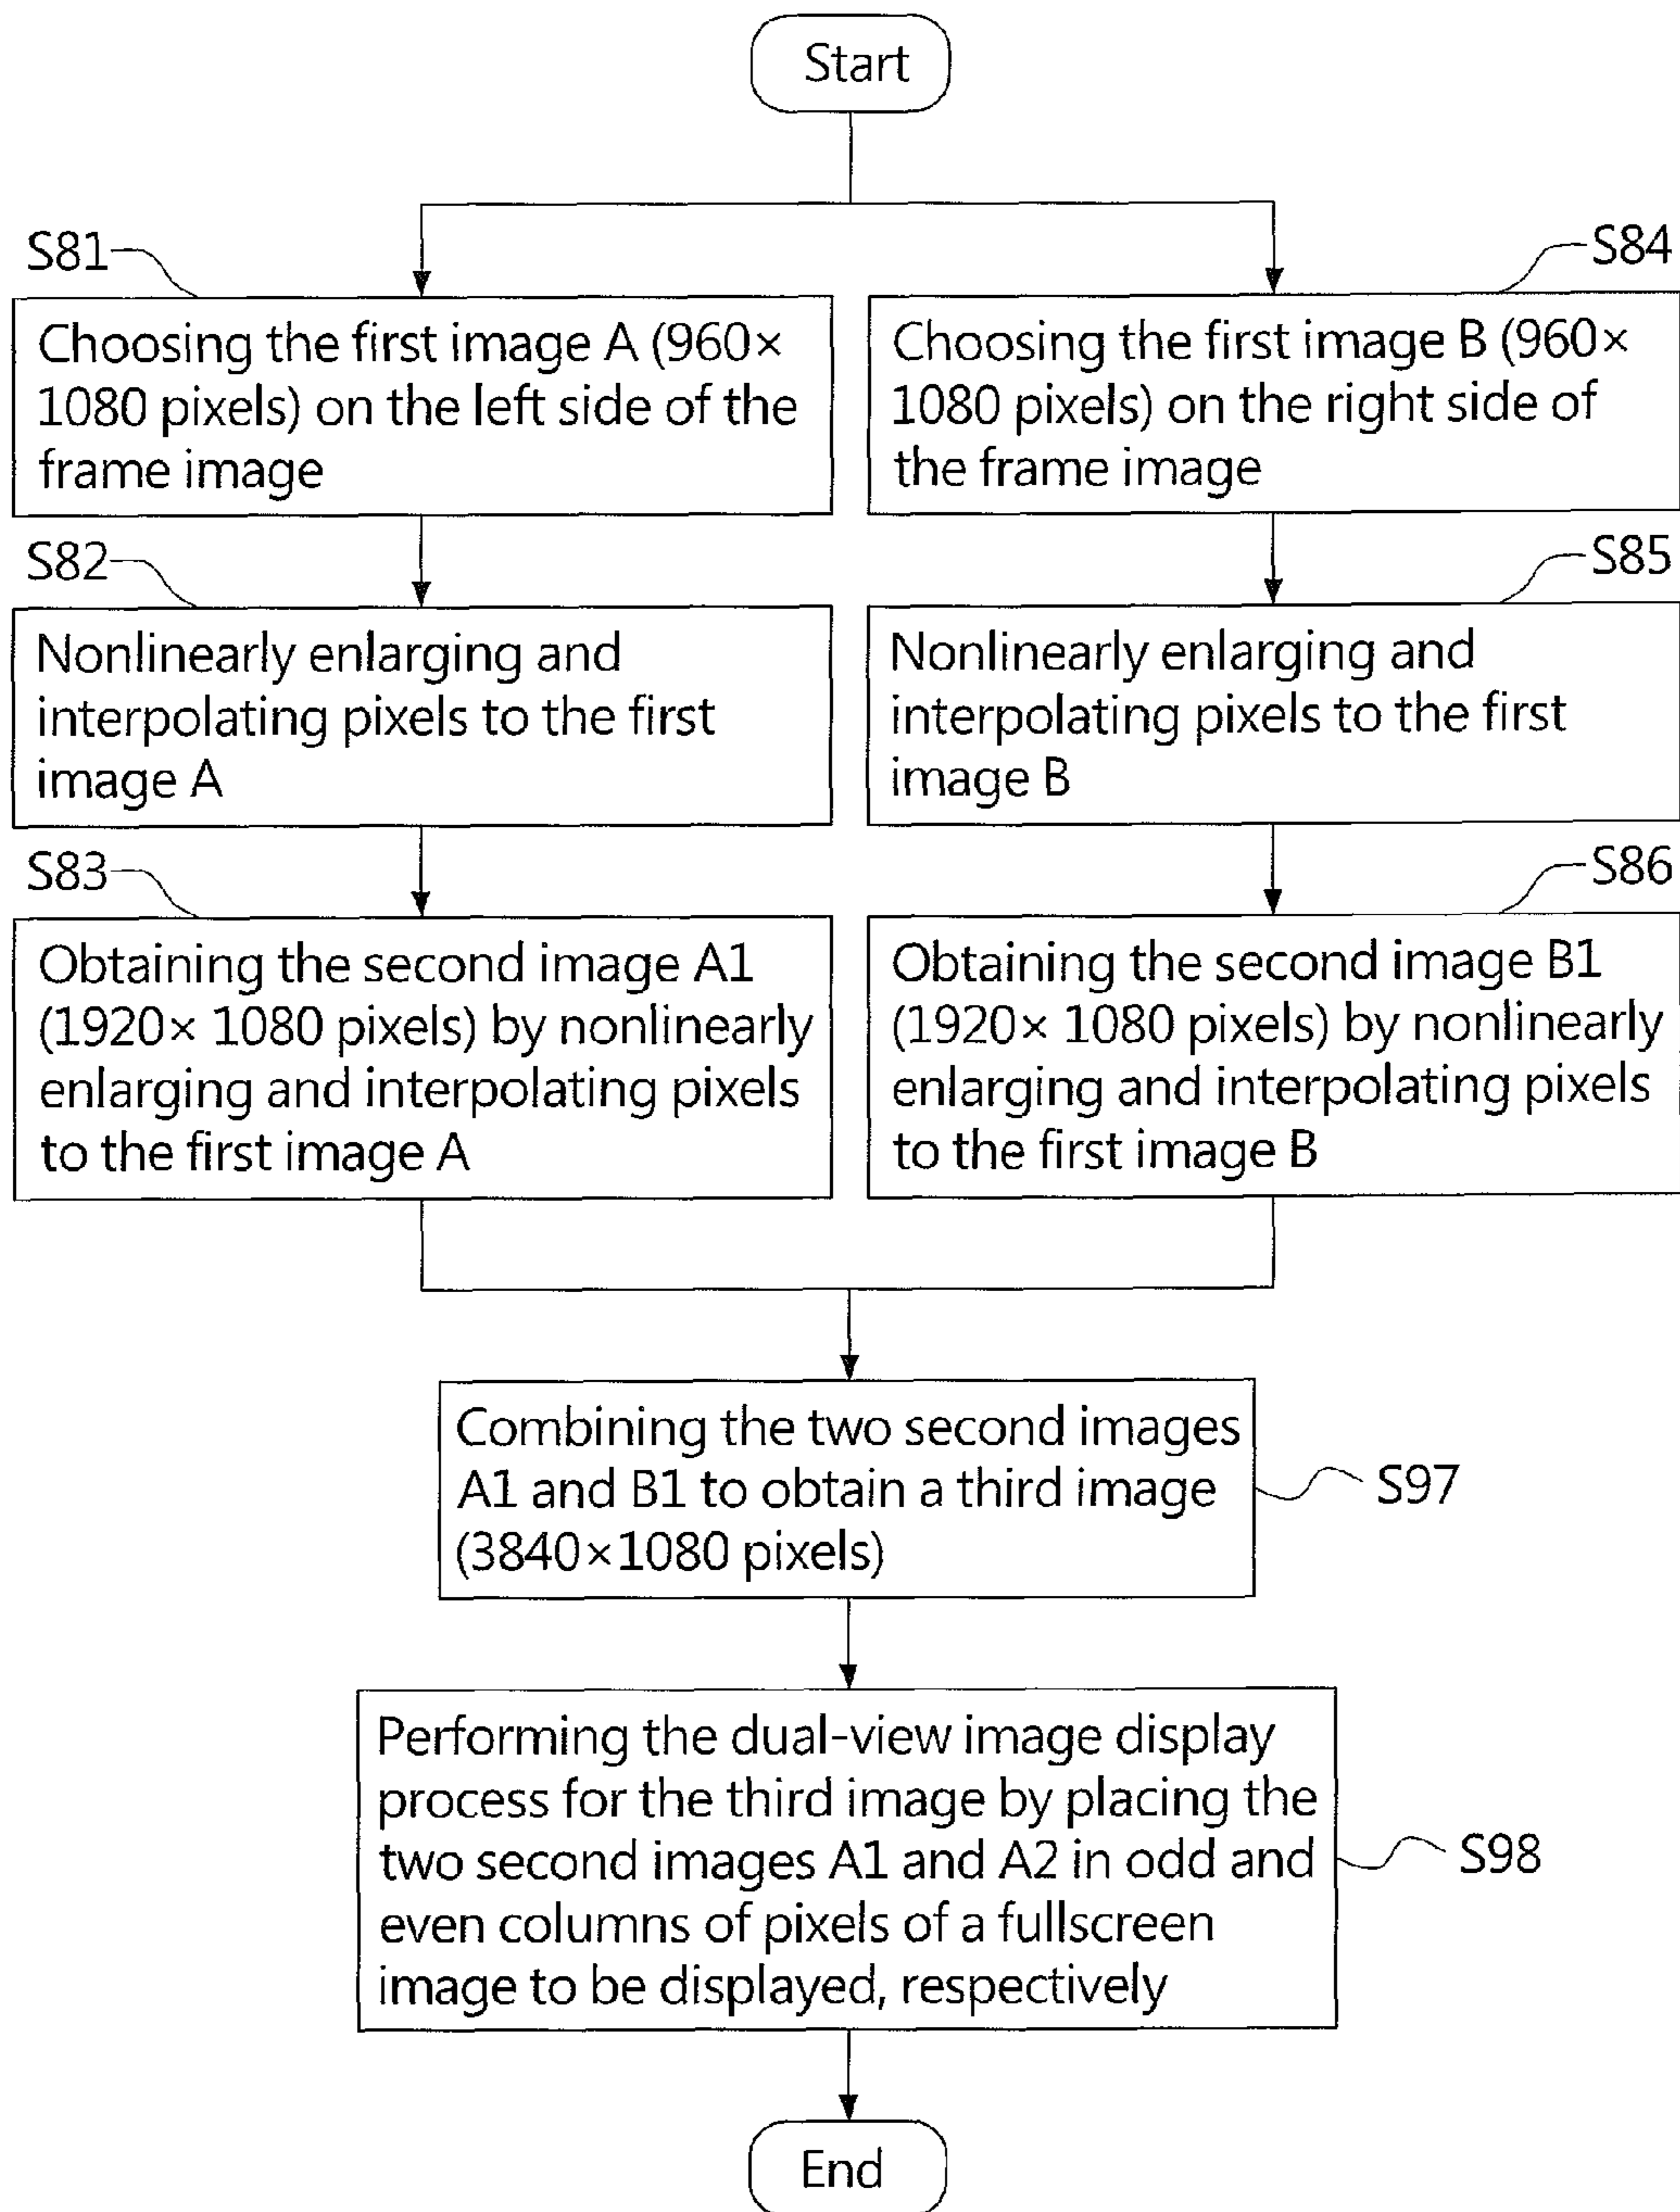 Start
S81
Choosing the first image A (960×
1080 pixels) on the left side of the
frame image
S84
Choosing the first image B (960×
1080 pixels) on the right side of
the frame image
S82
Nonlinearly enlarging and
interpolating pixels to the first
image A
S85
Nonlinearly enlarging and
interpolating pixels to the first
image B
S83
Obtaining the second image A1
(1920× 1080 pixels) by nonlinearly
enlarging and interpolating pixels
to the first image A
S86
Obtaining the second image B1
(1920× 1080 pixels) by nonlinearly
enlarging and interpolating pixels
to the first image B
Combining the two second images
A1 and B1 to obtain a third image
(3840×1080 pixels)
S97
Performing the dual-view image display
process for the third image by placing the
two second images A1 and A2 in odd and
even columns of pixels of a fullscreen
image to be displayed, respectively
S98
End